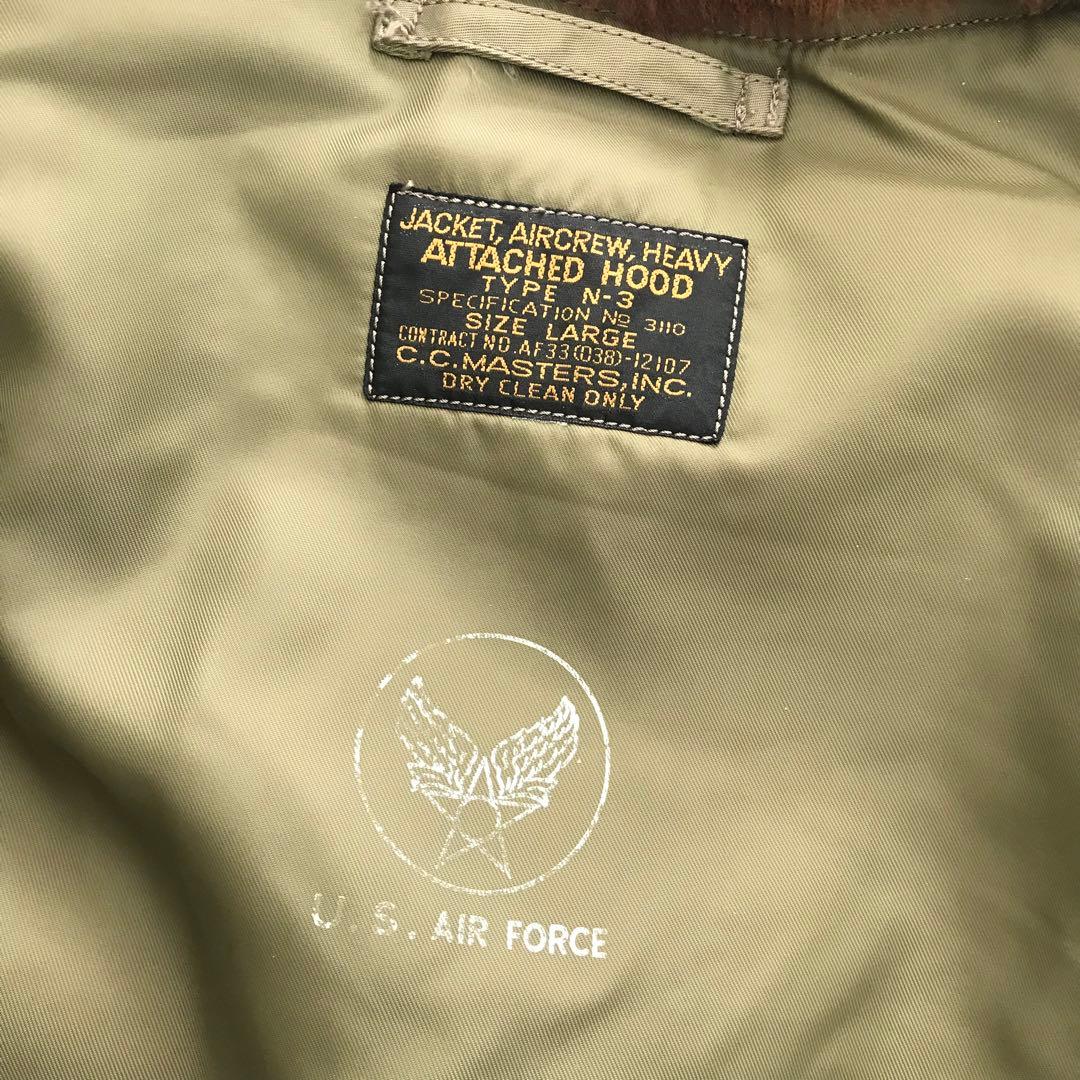 JACKET, AIRCREW, HEAVY
ATTACHED HOOD
TYPE N-3
SPECIFICATION No 3110
SIZE LARGE
CONTRACT NO. AF33(038)-12107
C.C.MASTERS, INC.
DRY CLEAN ONLY
U.S. AIR FORCE